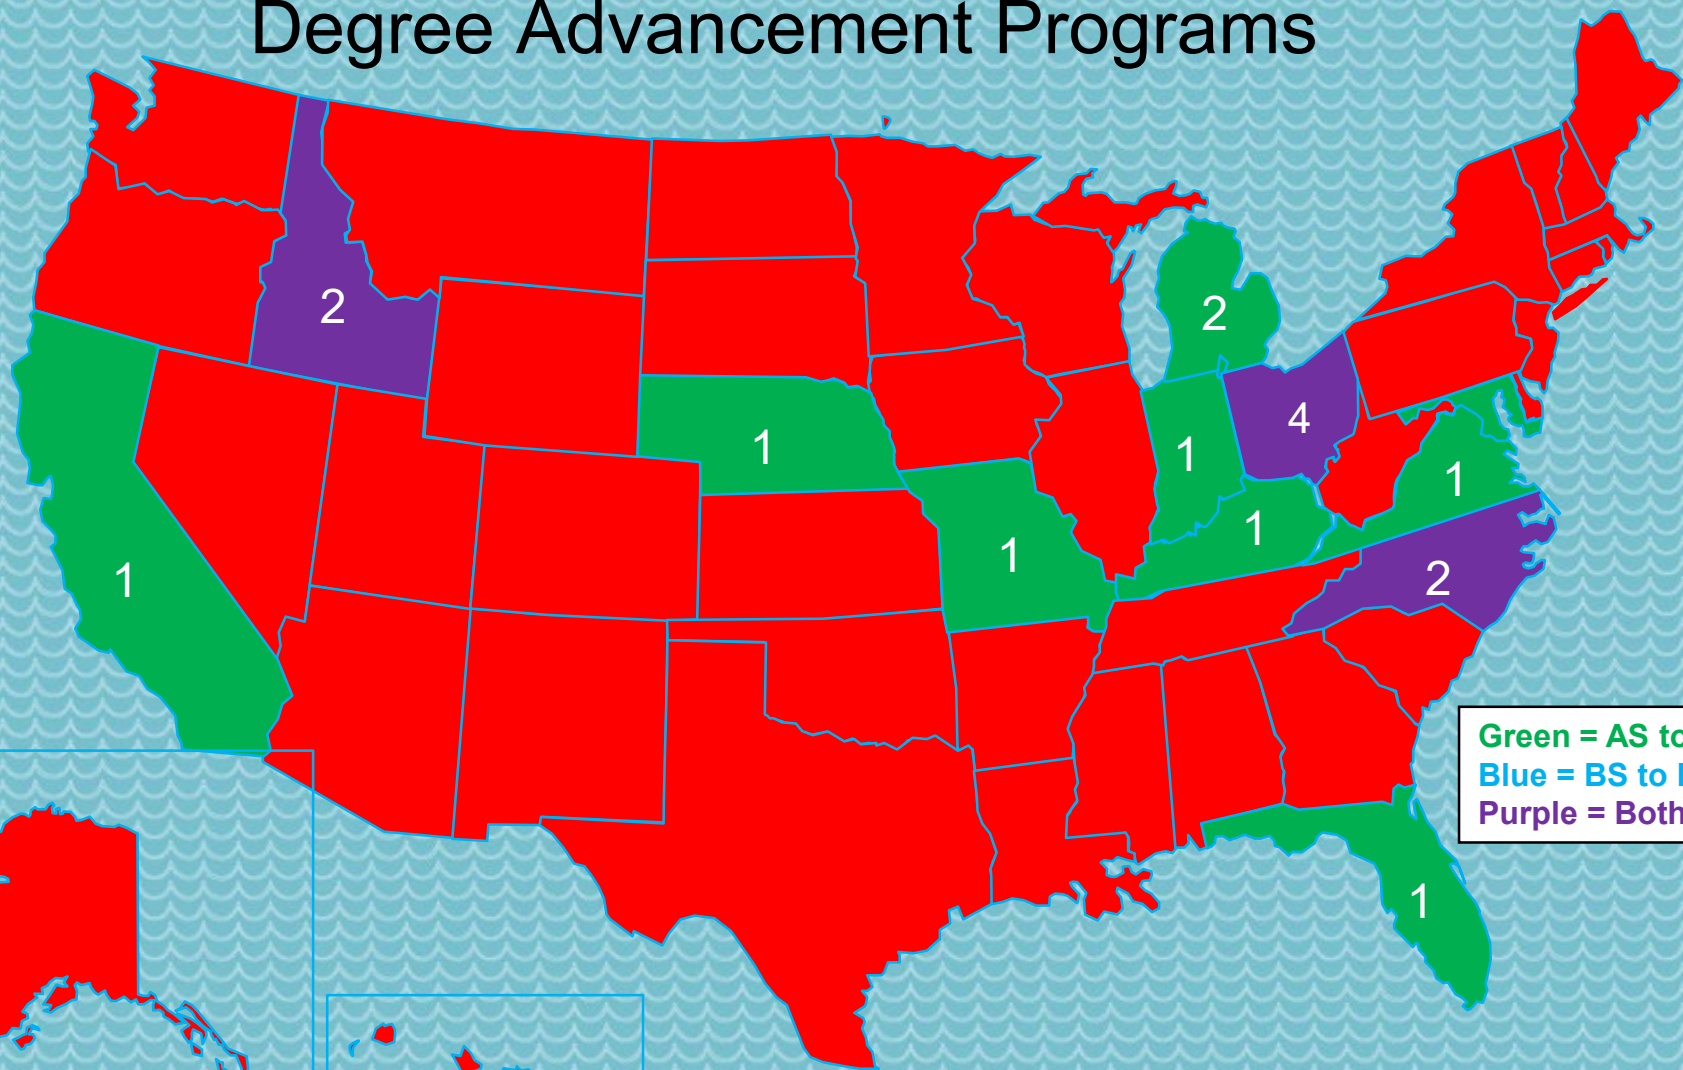 Degree Advancement Programs
2
2
4
1
1
1
1
1
2
1
1
Green = AS to
Blue = BS to
Purple = Both